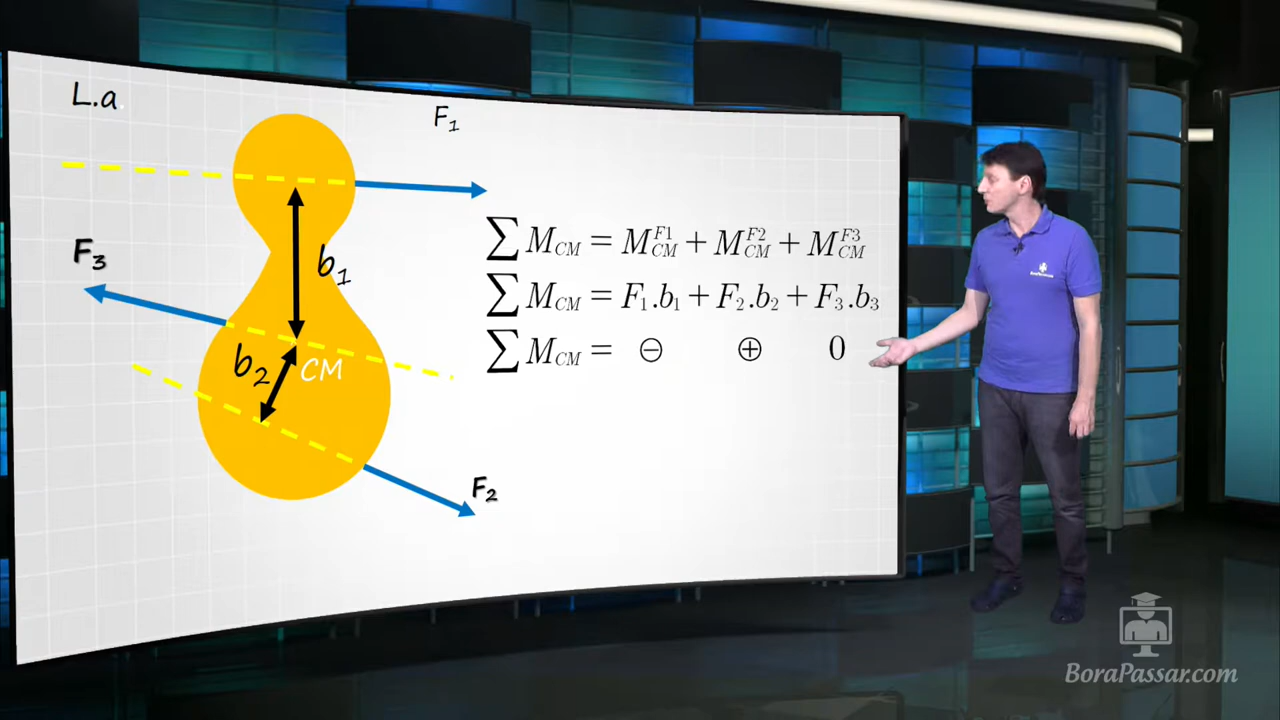 L.a
F₁
F₃
b₁
b₂
CM
F₂
∑ M_CM = M_CM^F1 + M_CM^F2 + M_CM^F3
∑ M_CM = F₁.b₁ + F₂.b₂ + F₃.b₃
∑ M_CM = ⊖ ⊕ 0
BoraPassar.com